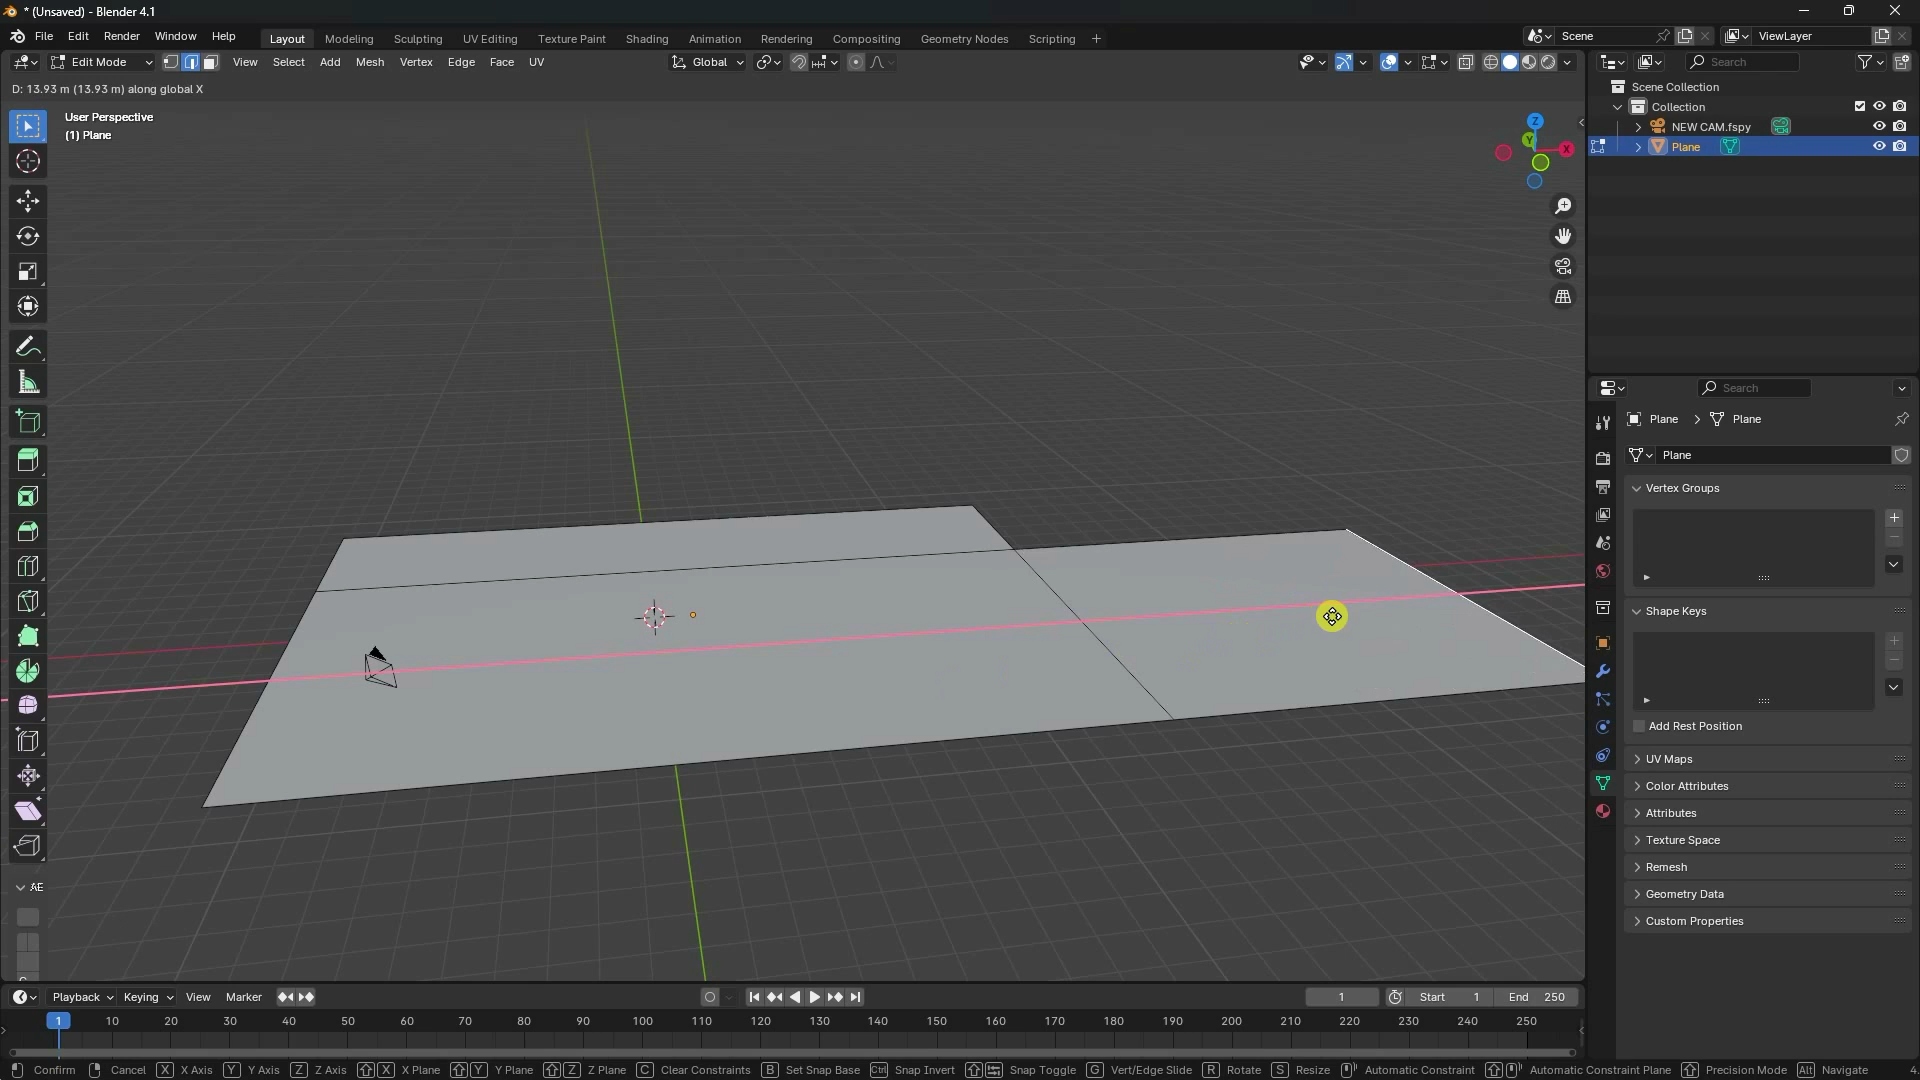 * (Unsaved) - Blender 4.1
File Edit Render Window Help
Layout Modeling Sculpting UV Editing Texture Paint Shading Animation Rendering Compositing Geometry Nodes Scripting +
Scene
ViewLayer
Edit Mode
View Select Add Mesh Vertex Edge Face UV
Global
Search
D: 13.93 m (13.93 m) along global X
User Perspective
(1) Plane
Z
Y
X
Scene Collection
Collection
NEW CAM.fspy
Plane
Search
Plane > Plane
Plane
Vertex Groups
Shape Keys
Add Rest Position
UV Maps
Color Attributes
Attributes
Texture Space
Remesh
Geometry Data
Custom Properties
AE
Playback Keying View Marker
1
Start 1
End 250
1 10 20 30 40 50 60 70 80 90 100 110 120 130 140 150 160 170 180 190 200 210 220 230 240 250
Confirm Cancel X X Axis Y Y Axis Z Z Axis X X Plane Y Y Plane Z Z Plane C Clear Constraints B Set Snap Base Ctrl Snap Invert Snap Toggle G Vert/Edge Slide R Rotate S Resize Automatic Constraint Automatic Constraint Plane Precision Mode Alt Navigate 4.